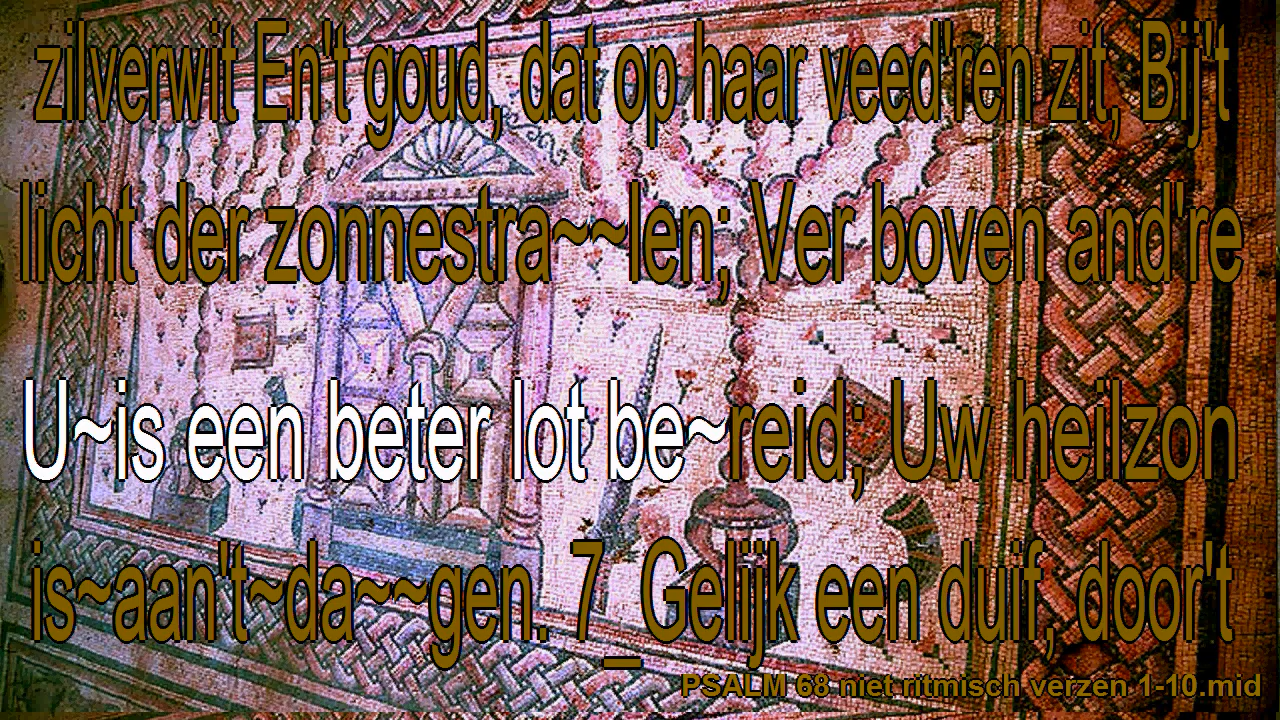 zilverwit En't goud, dat op haar veed'ren zit, Bij't
licht der zonnestra~~len; Ver boven and're
U~is een beter lot be~reid; Uw heilzon
is~aan't~da~~gen. 7_Gelijk een duif, door't
PSALM 68 niet ritmisch verzen 1-10.mid